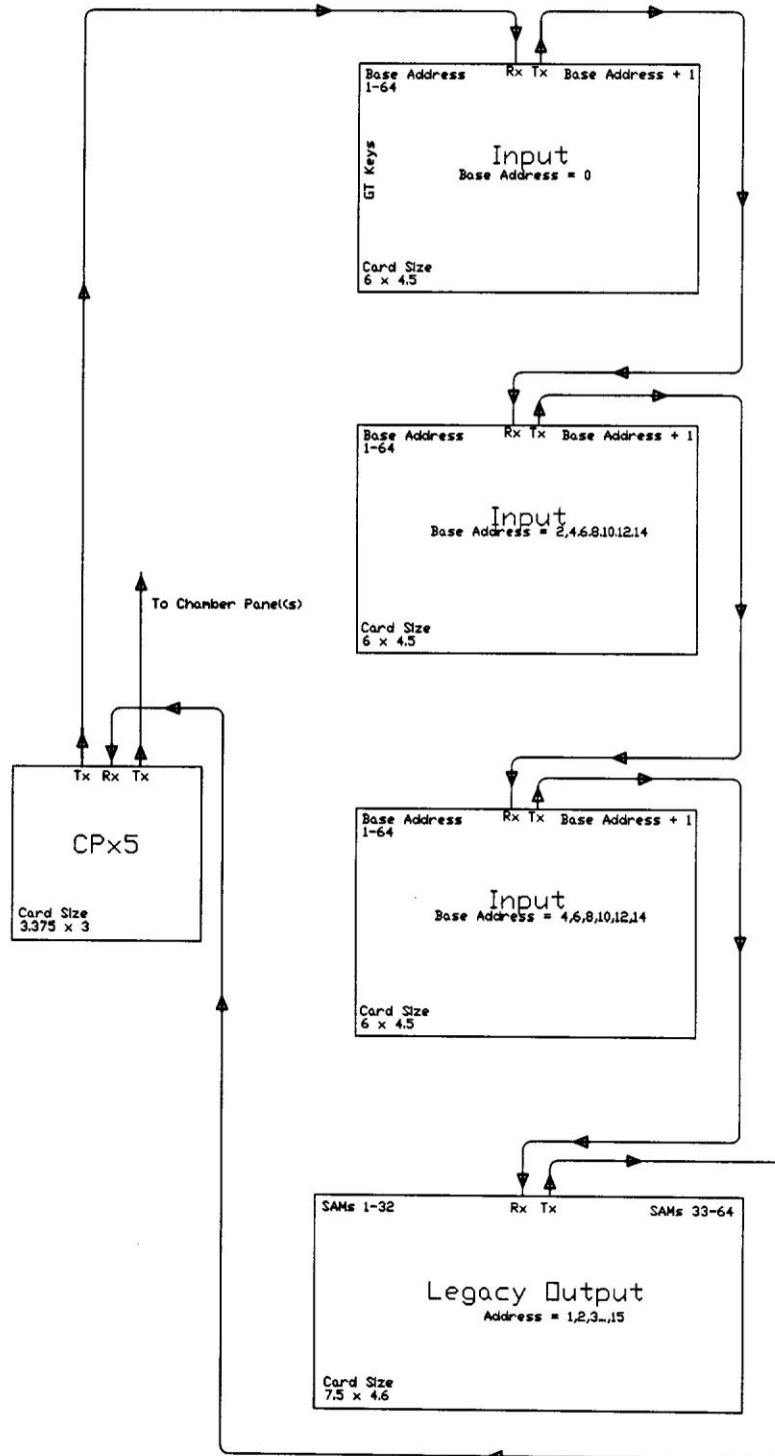 Rx Tx
Base Address
1-64
Base Address + 1
GT Keys
Input
Base Address = 0
Card Size
6 x 4.5
Rx Tx
Base Address
1-64
Base Address + 1
Input
Base Address = 2,4,6,8,10,12,14
Card Size
6 x 4.5
To Chamber Panel(s)
Tx Rx Tx
CPx5
Card Size
3.375 x 3
Rx Tx
Base Address
1-64
Base Address + 1
Input
Base Address = 4,6,8,10,12,14
Card Size
6 x 4.5
SAMs 1-32
Rx Tx
SAMs 33-64
Legacy Output
Address = 1,2,3...,15
Card Size
7.5 x 4.6